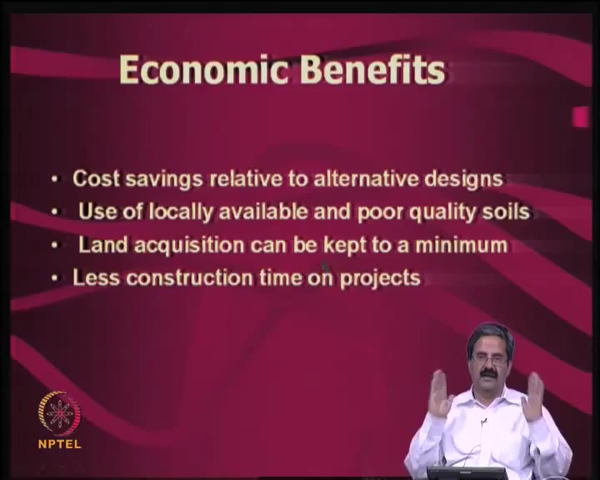 Economic Benefits
• Cost savings relative to alternative designs
• Use of locally available and poor quality soils
• Land acquisition can be kept to a minimum
• Less construction time on projects
NPTEL